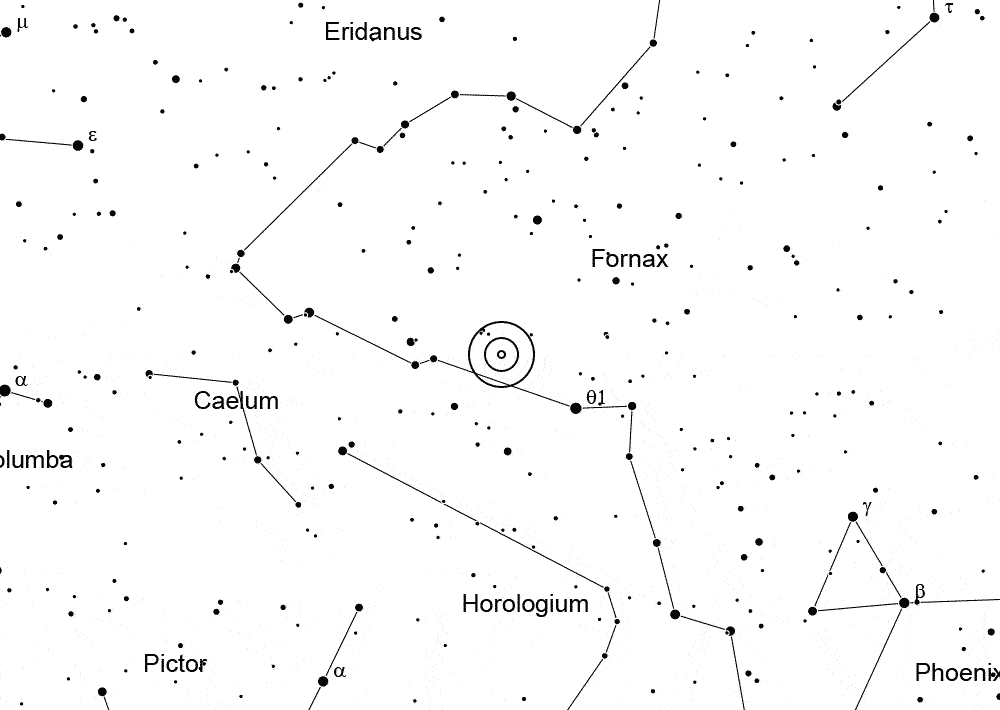 μ
Eridanus
τ
ε
Fornax
α
Caelum
θ1
olumba
γ
Horologium
β
Pictor
α
Phoenix